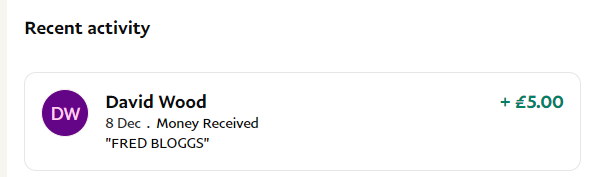 Recent activity
DW
David Wood
+ £5.00
8 Dec . Money Received
"FRED BLOGGS"